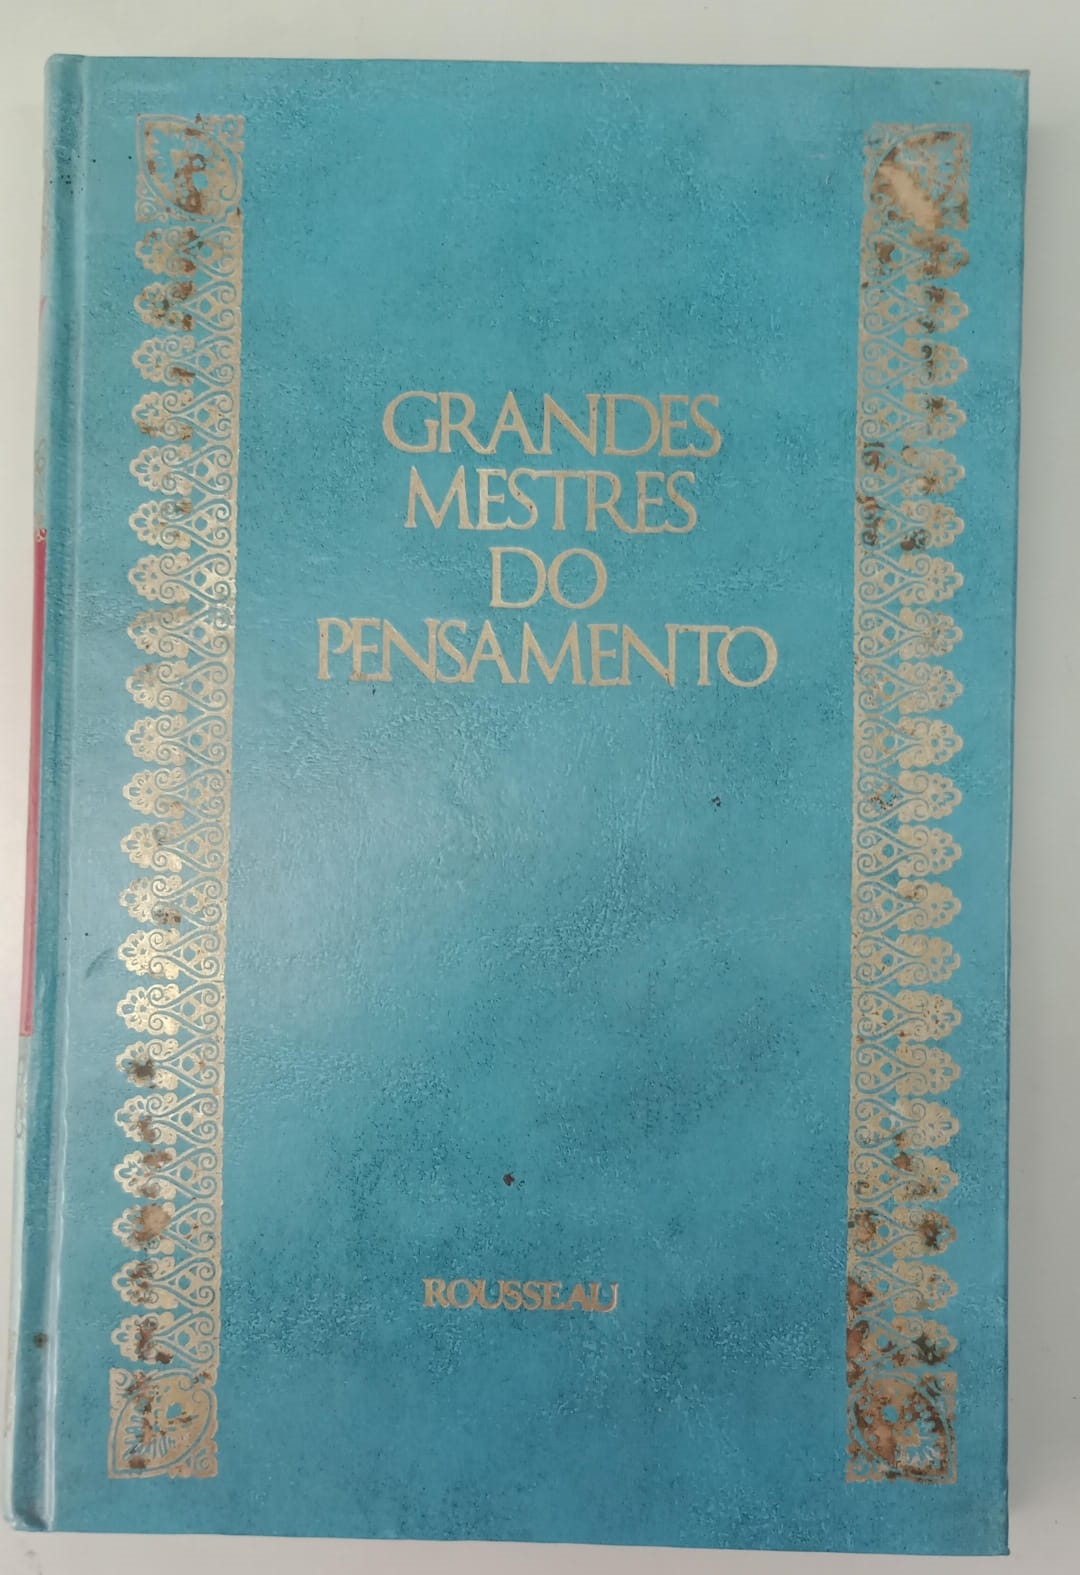 GRANDES
MESTRES
DO
PENSAMENTO
ROUSSEAU